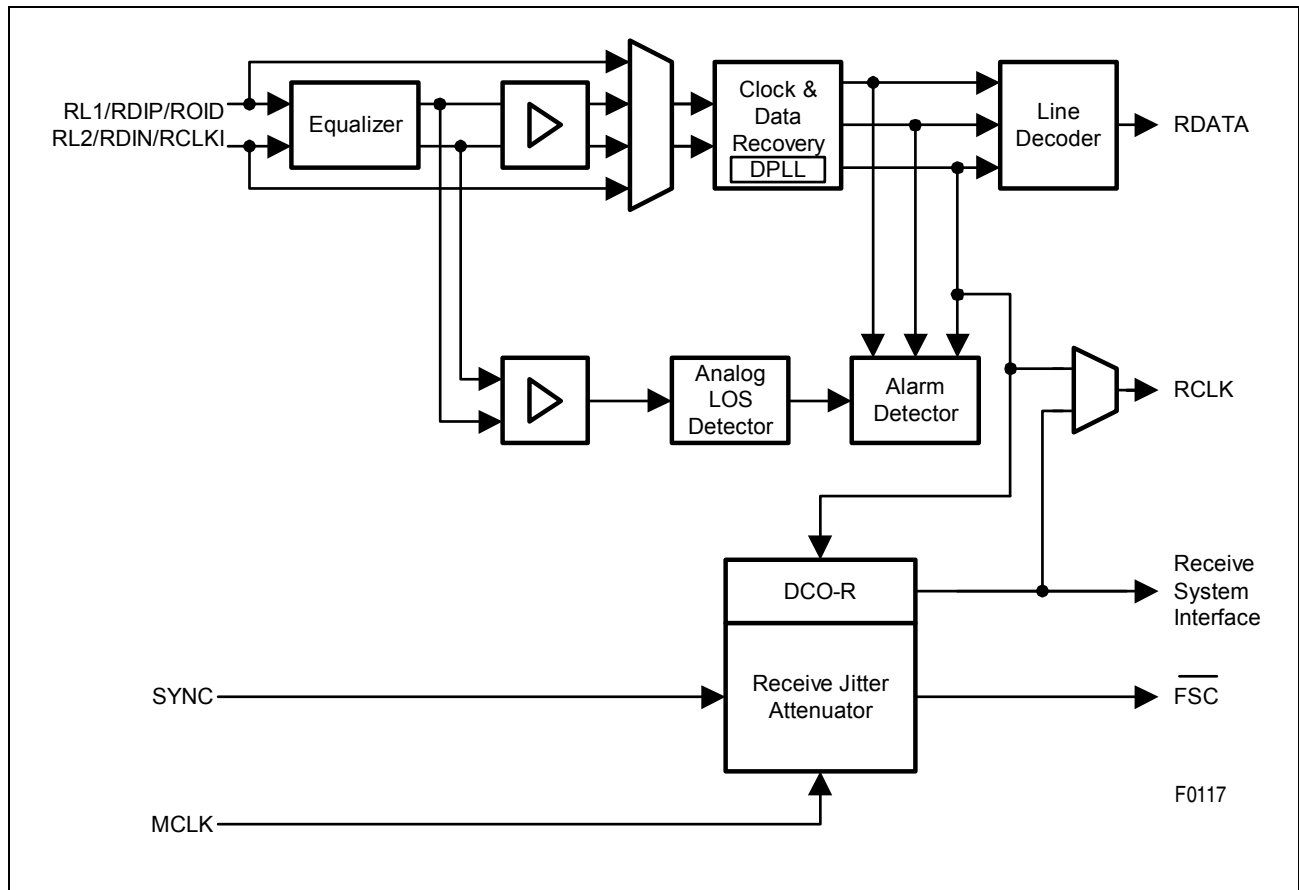 RL1/RDIP/ROID
RL2/RDIN/RCLKI
Equalizer
Clock &
Data
Recovery
DPLL
Line
Decoder
RDATA
Analog
LOS
Detector
Alarm
Detector
RCLK
DCO-R
Receive
System
Interface
SYNC
Receive Jitter
Attenuator
FSC
MCLK
F0117